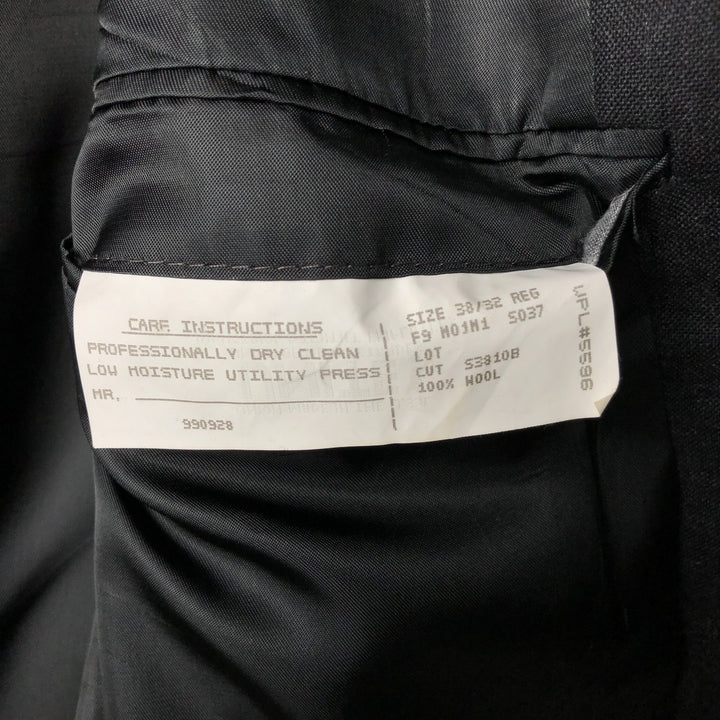 CARE INSTRUCTIONS
PROFESSIONALLY DRY CLEAN
LOW MOISTURE UTILITY PRESS
MR.
990928
SIZE 38/32 REG
F9 M01M1 S037
LOT
CUT S3810B
100% WOOL
WPL#5596